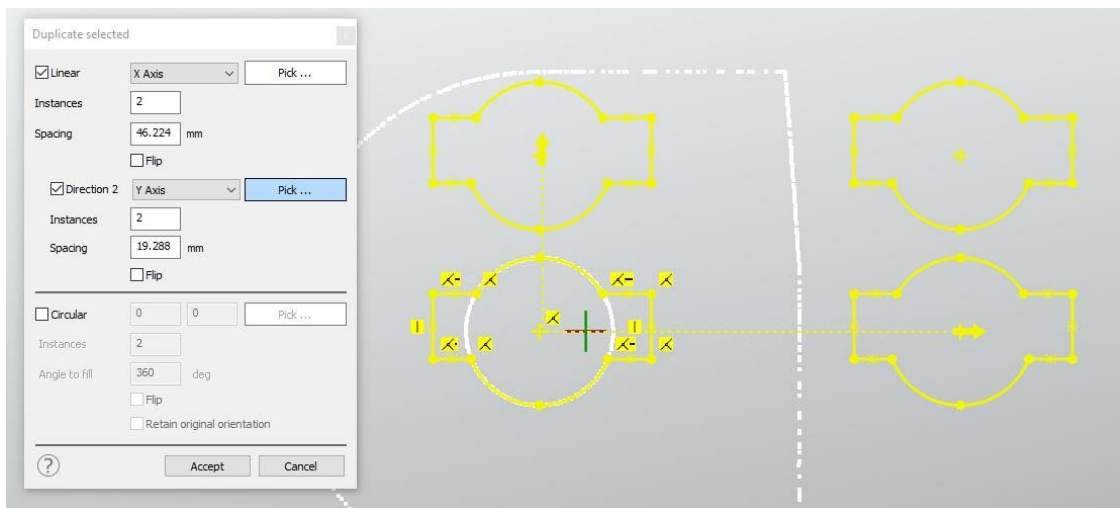 Duplicate selected
Linear X Axis Pick ...
Instances 2
Spacing 46.224 mm
Flip
Direction 2 Y Axis Pick ...
Instances 2
Spacing 19.288 mm
Flip
Circular 0 0 Pick ...
Instances 2
Angle to fill 360 deg
Flip
Retain original orientation
? Accept Cancel